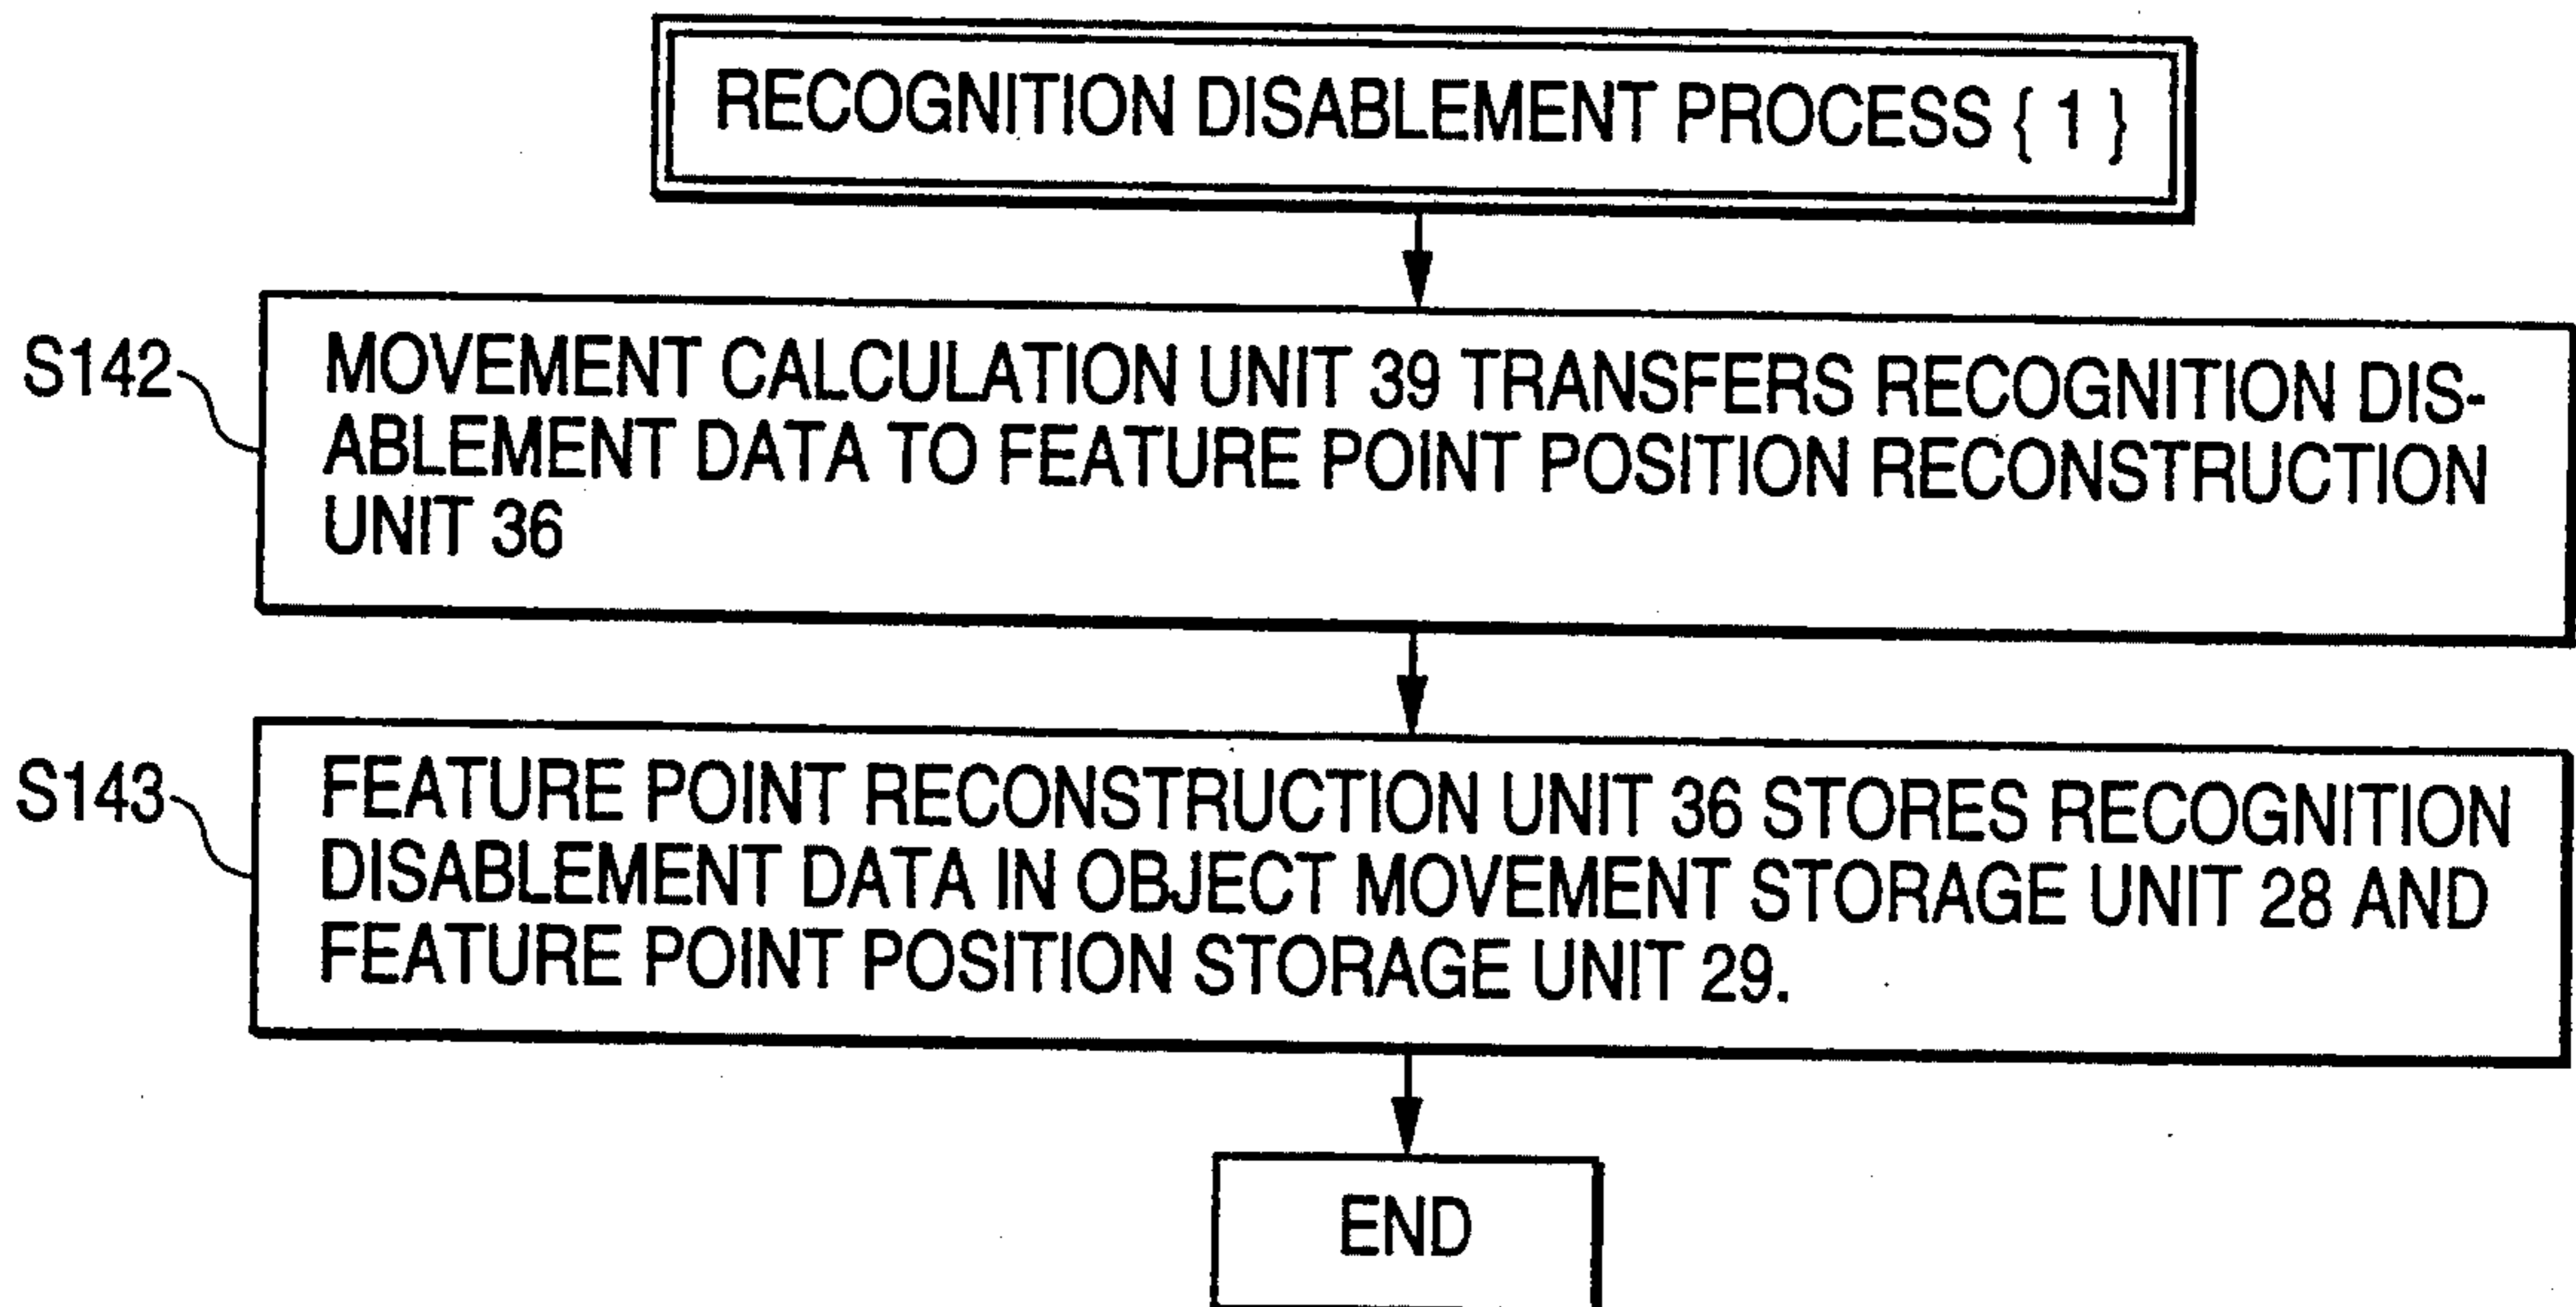 RECOGNITION DISABLEMENT PROCESS { 1 }
S142
MOVEMENT CALCULATION UNIT 39 TRANSFERS RECOGNITION DIS-
ABLEMENT DATA TO FEATURE POINT POSITION RECONSTRUCTION
UNIT 36
S143
FEATURE POINT RECONSTRUCTION UNIT 36 STORES RECOGNITION
DISABLEMENT DATA IN OBJECT MOVEMENT STORAGE UNIT 28 AND
FEATURE POINT POSITION STORAGE UNIT 29.
END